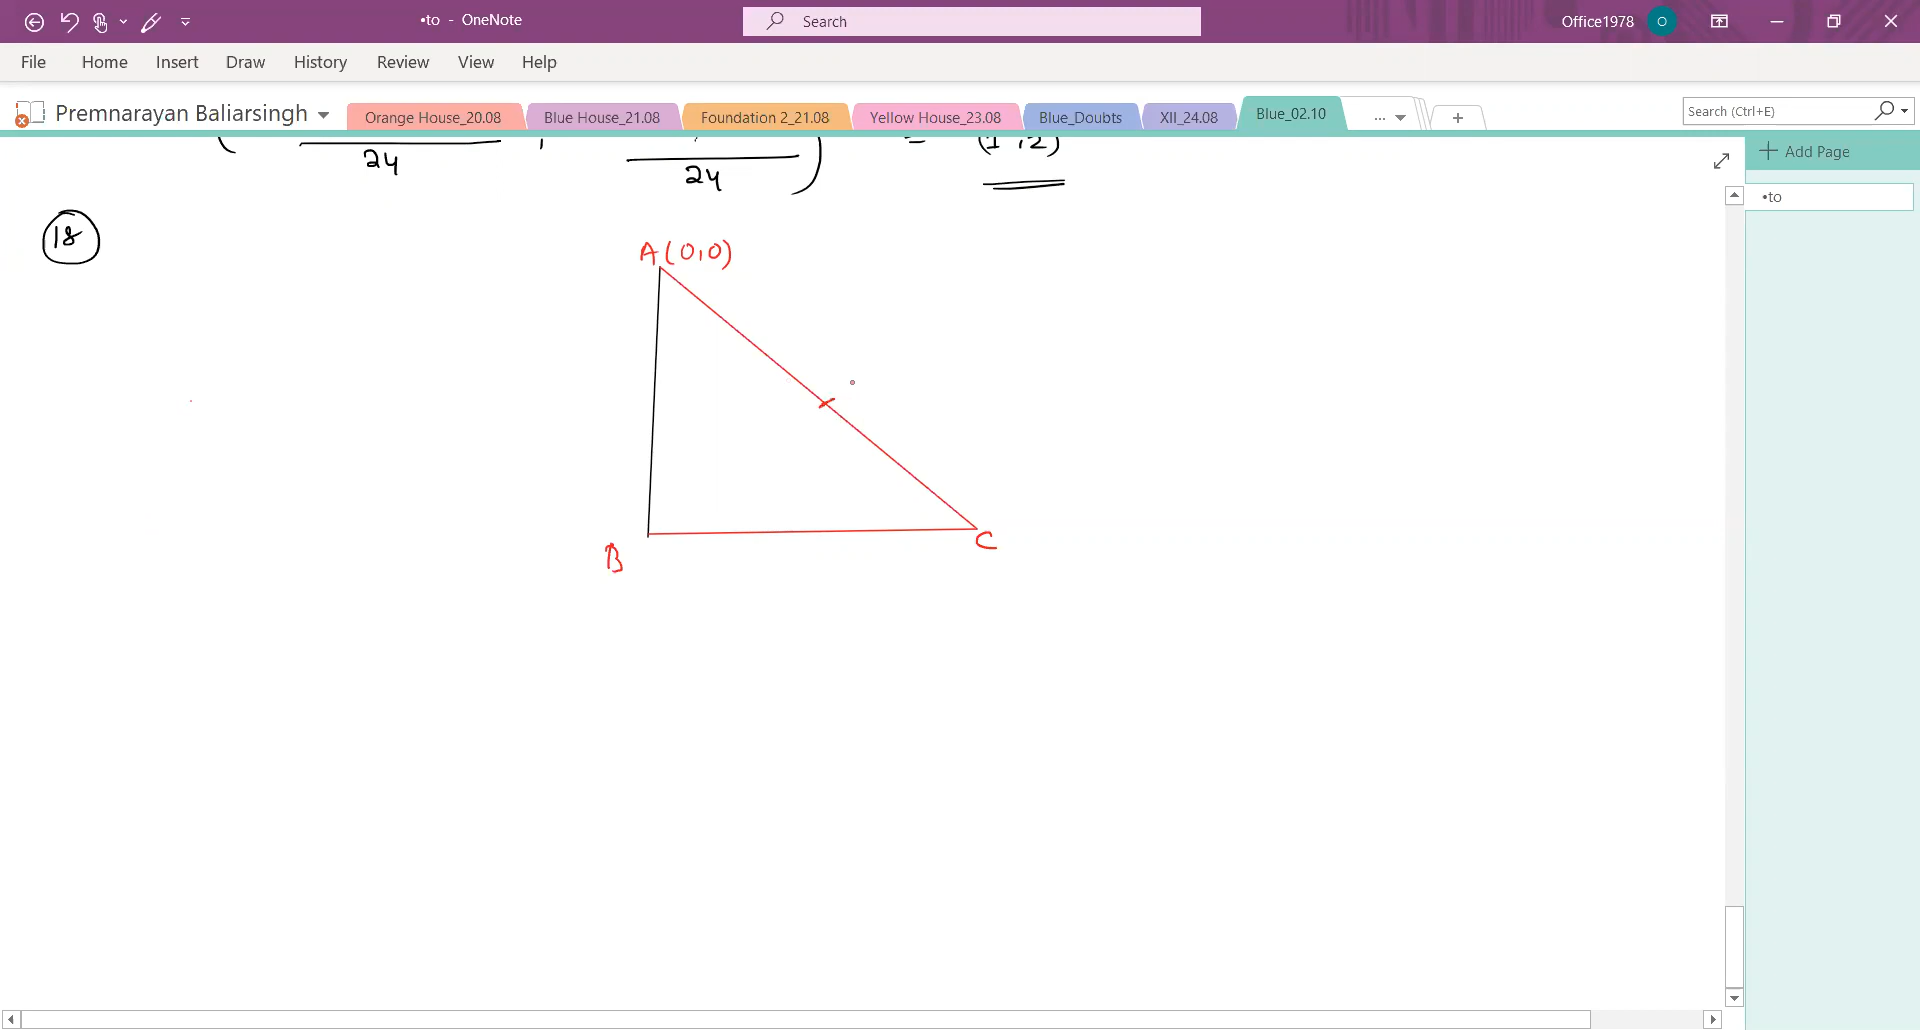 •to - OneNote
Search
Office1978
O
File Home Insert Draw History Review View Help
Premnarayan Baliarsingh
Orange House_20.08
Blue House_21.08
Foundation 2_21.08
Yellow House_23.08
Blue_Doubts
XII_24.08
Blue_02.10
...
Search (Ctrl+E)
Add Page
•to
24
,
24
= (1,2)
18
A(0,0)
B
C